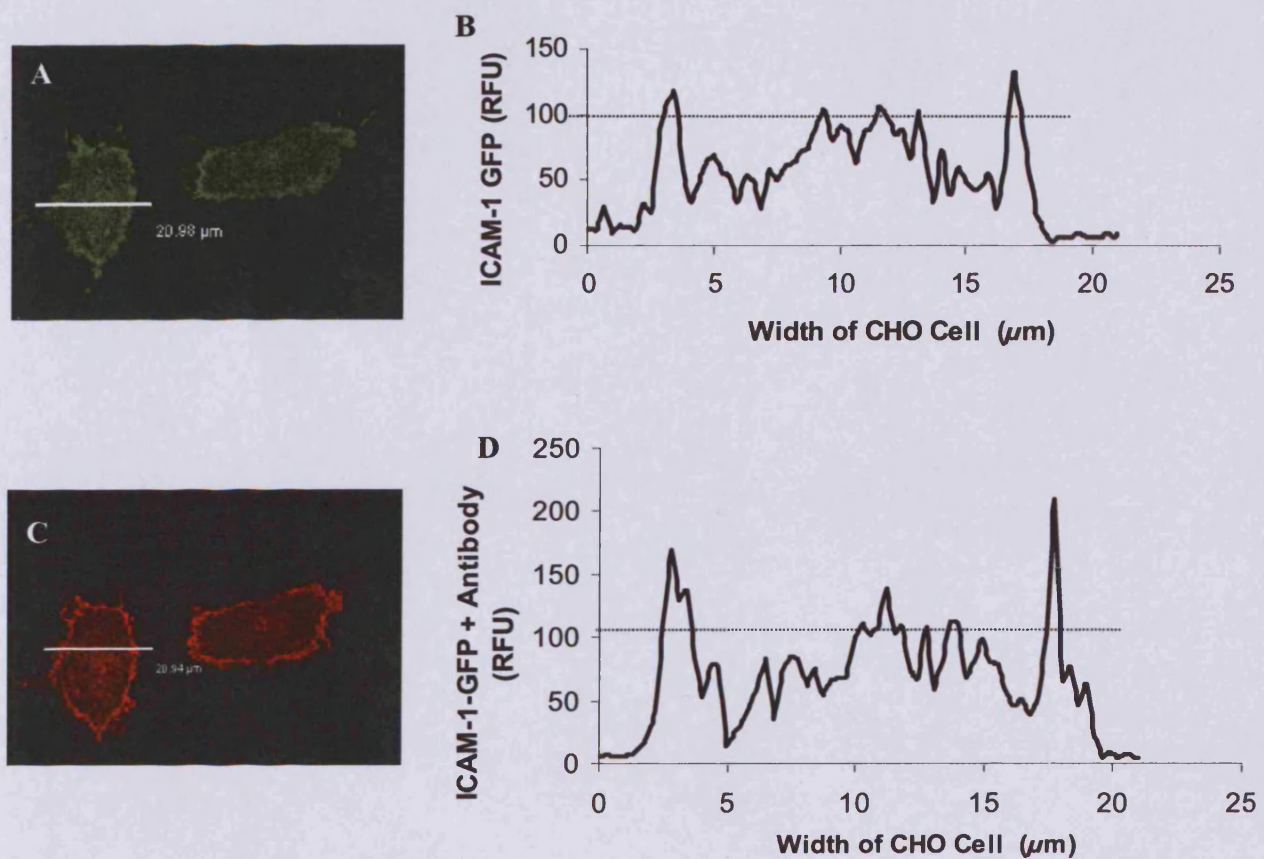 A
20.98 µm
B
ICAM-1 GFP (RFU)
150
100
50
0
0 5 10 15 20 25
Width of CHO Cell (µm)
C
20.94 µm
D
ICAM-1-GFP + Antibody
(RFU)
250
200
150
100
50
0
0 5 10 15 20 25
Width of CHO Cell (µm)